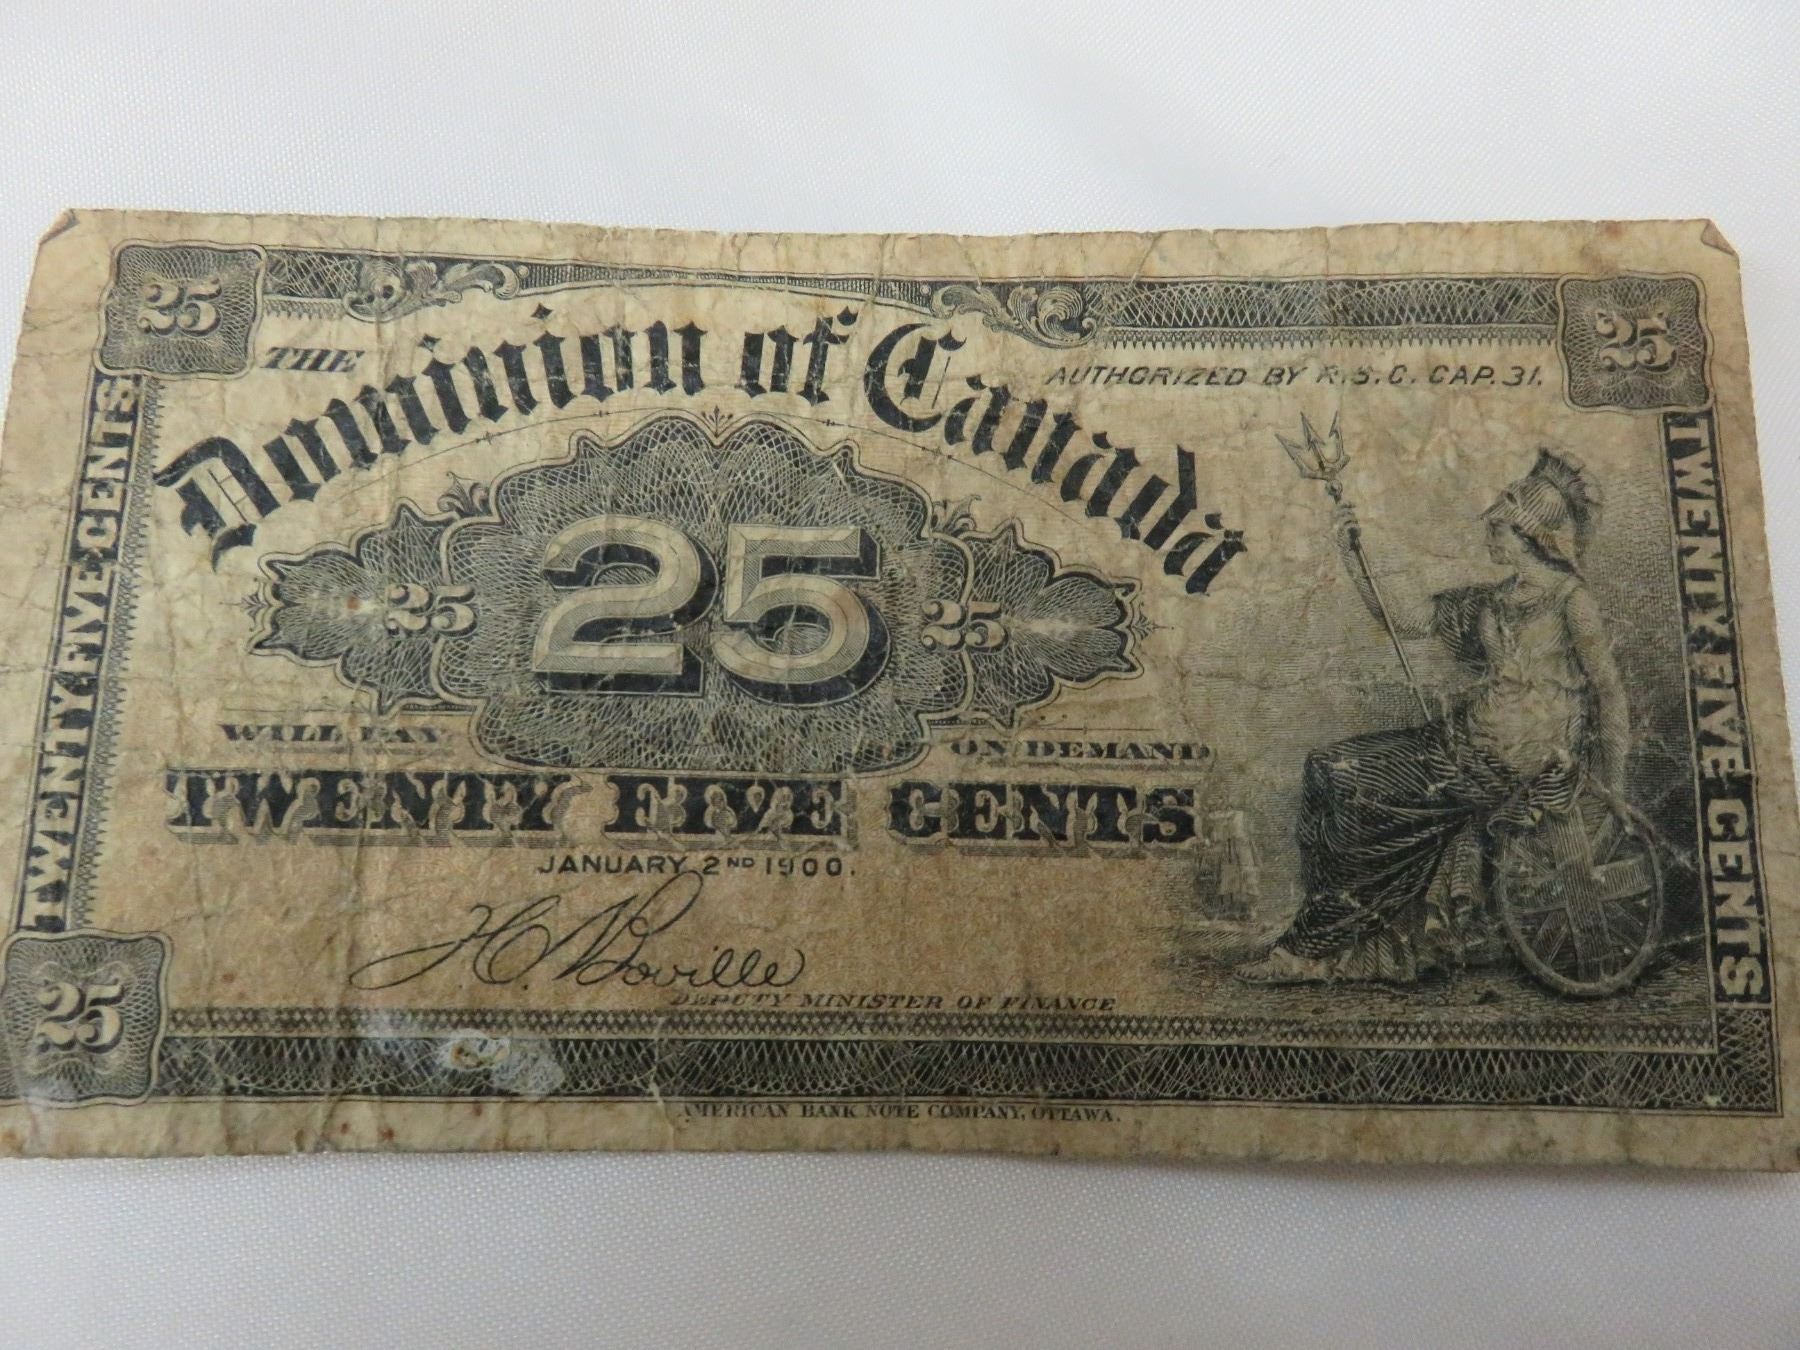 25
25
THE
Dominion of Canada
AUTHORIZED BY R.S.C. CAP. 31.
TWENTY-FIVE-CENTS
TWENTY-FIVE CENTS
25
25
25
WILL PAY
ON DEMAND
TWENTY FIVE CENTS
JANUARY 2ND 1900.
T.C. Boville
DEPUTY MINISTER OF FINANCE
25
AMERICAN BANK NOTE COMPANY, OTTAWA.